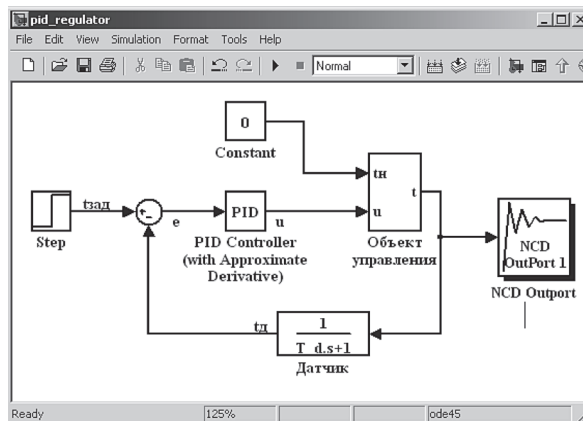 pid_regulator
File Edit View Simulation Format Tools Help
Normal
0
Constant
tн
t
u
tзад
+
-
e
PID
u
Step
PID Controller
(with Approximate
Derivative)
Объект
управления
NCD
OutPort 1
NCD Outport
tд
1
T_d.s+1
Датчик
Ready 125% ode45